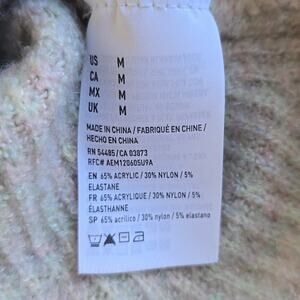 US M
CA M
MX M
UK M
MADE IN CHINA / FABRIQUÉ EN CHINE /
HECHO EN CHINA
RN 54485/CA 03873
RFC# AEM120605U9A
EN 65% ACRYLIC / 30% NYLON / 5%
ELASTANE
FR 65% ACRYLIQUE / 30% NYLON / 5%
ÉLASTHANNE
SP 65% acrílico / 30% nylon / 5% elastano